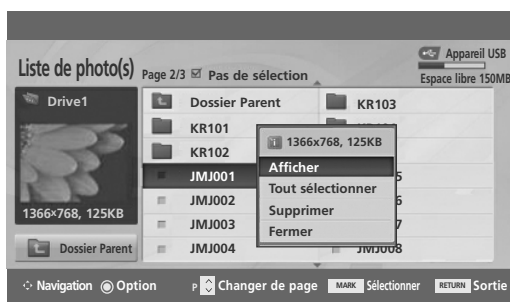 Appareil USB
Liste de photo(s) Page 2/3 Pas de sélection
Espace libre 150MB
Drive1
1366x768, 125KB
Dossier Parent
Dossier Parent
KR101
KR102
JMJ001
JMJ002
JMJ003
JMJ004
KR103
JMJ008
1366x768, 125KB
Afficher
Tout sélectionner
Supprimer
Fermer
Navigation Option P Changer de page MARK Sélectionner RETURN Sortie